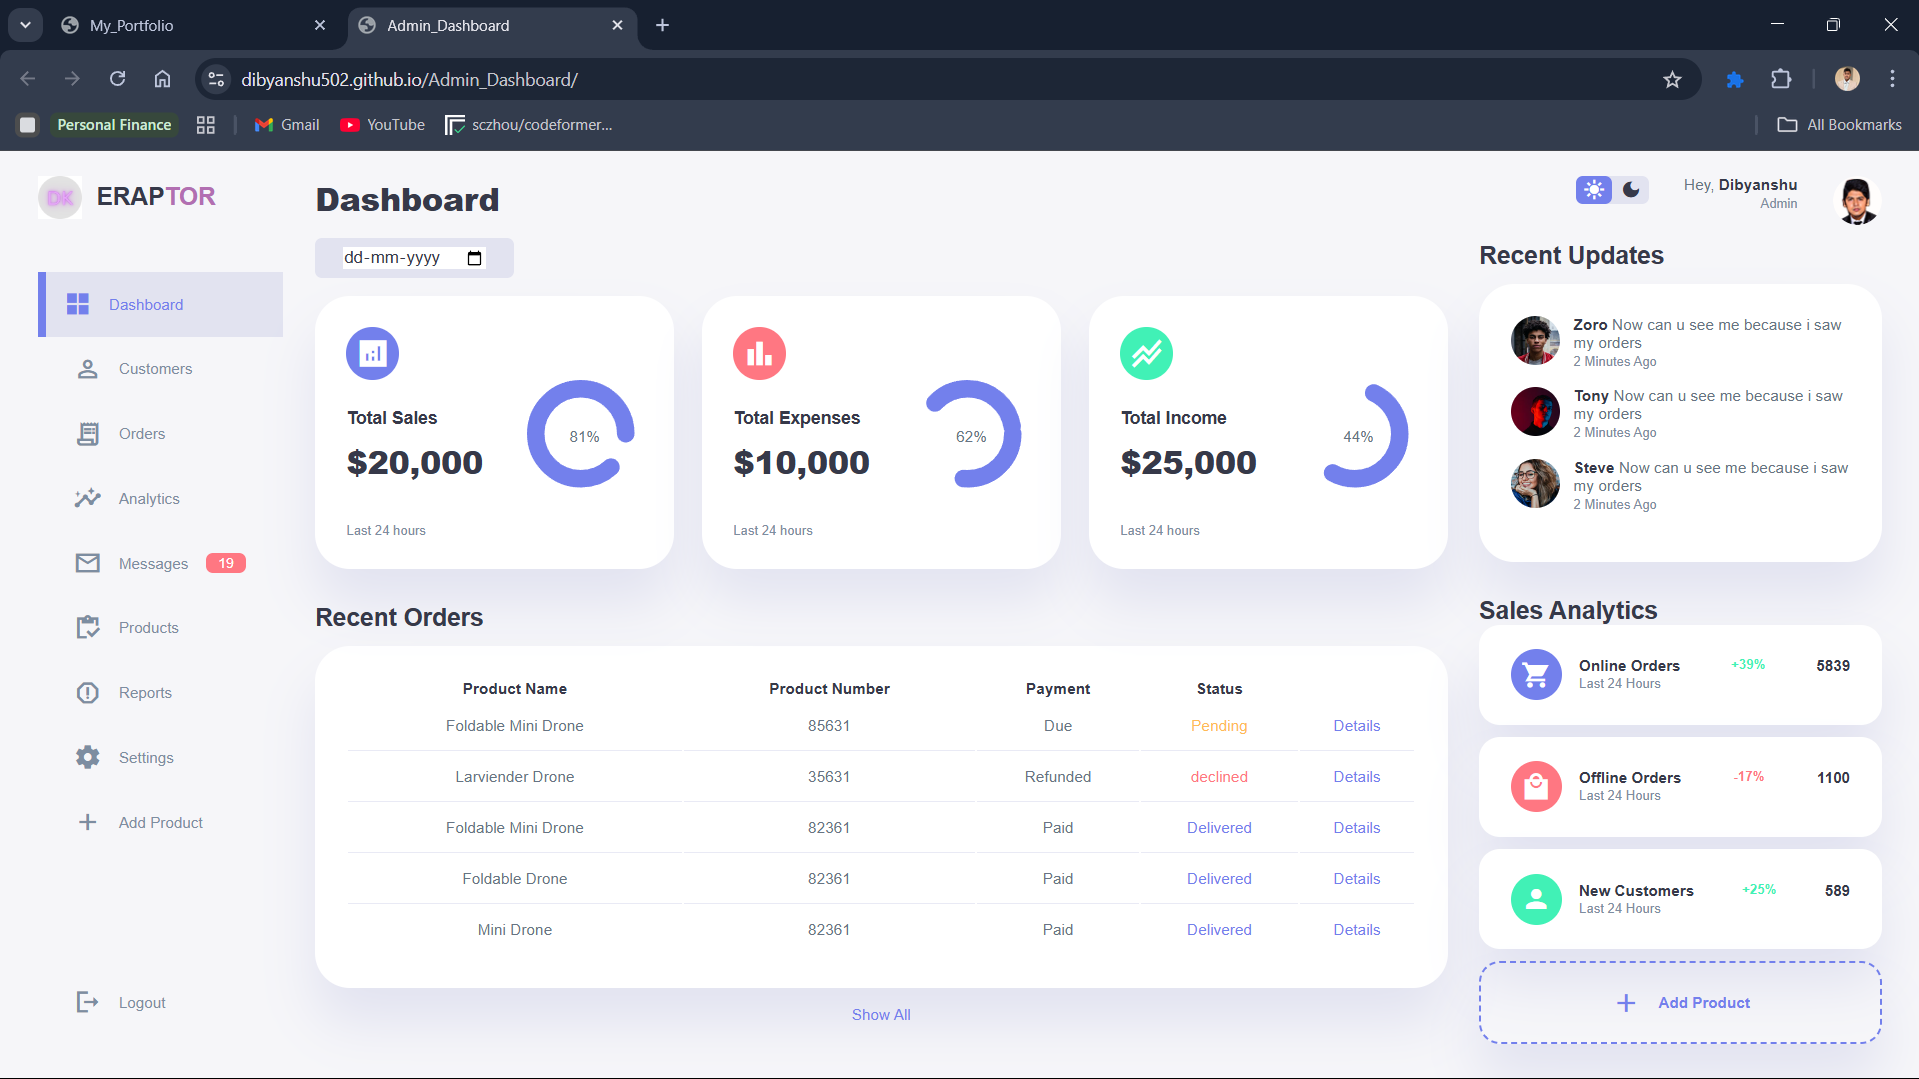 My_Portfolio
Admin_Dashboard
dibyanshu502.github.io/Admin_Dashboard/
Personal Finance
Gmail
YouTube
sczhou/codeformer...
All Bookmarks
DK
ERAPTOR
Dashboard
Customers
Orders
Analytics
Messages 19
Products
Reports
Settings
Add Product
Logout
Dashboard
dd-mm-yyyy
Total Sales
$20,000
81%
Last 24 hours
Total Expenses
$10,000
62%
Last 24 hours
Total Income
$25,000
44%
Last 24 hours
Recent Orders
Product Name Product Number Payment Status
Foldable Mini Drone 85631 Due Pending Details
Larviender Drone 35631 Refunded declined Details
Foldable Mini Drone 82361 Paid Delivered Details
Foldable Drone 82361 Paid Delivered Details
Mini Drone 82361 Paid Delivered Details
Show All
Hey, Dibyanshu
Admin
Recent Updates
Zoro Now can u see me because i saw
my orders
2 Minutes Ago
Tony Now can u see me because i saw
my orders
2 Minutes Ago
Steve Now can u see me because i saw
my orders
2 Minutes Ago
Sales Analytics
Online Orders +39% 5839
Last 24 Hours
Offline Orders -17% 1100
Last 24 Hours
New Customers +25% 589
Last 24 Hours
Add Product